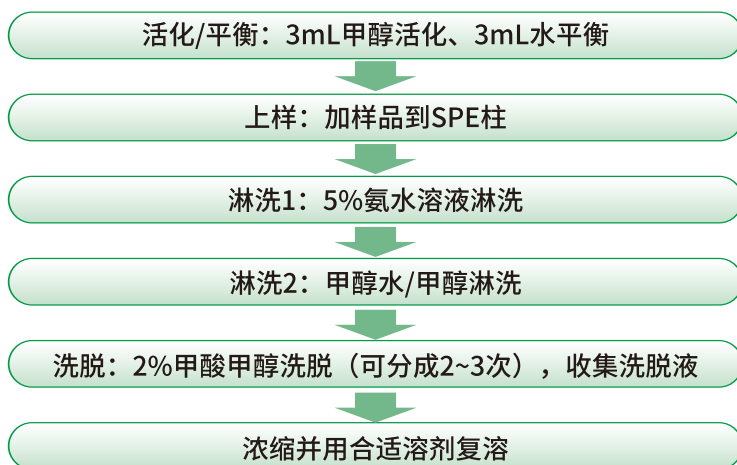 活化/平衡：3mL甲醇活化、3mL水平衡
上样：加样品到SPE柱
淋洗1：5%氨水溶液淋洗
淋洗2：甲醇水/甲醇淋洗
洗脱：2%甲酸甲醇洗脱（可分成2~3次），收集洗脱液
浓缩并用合适溶剂复溶